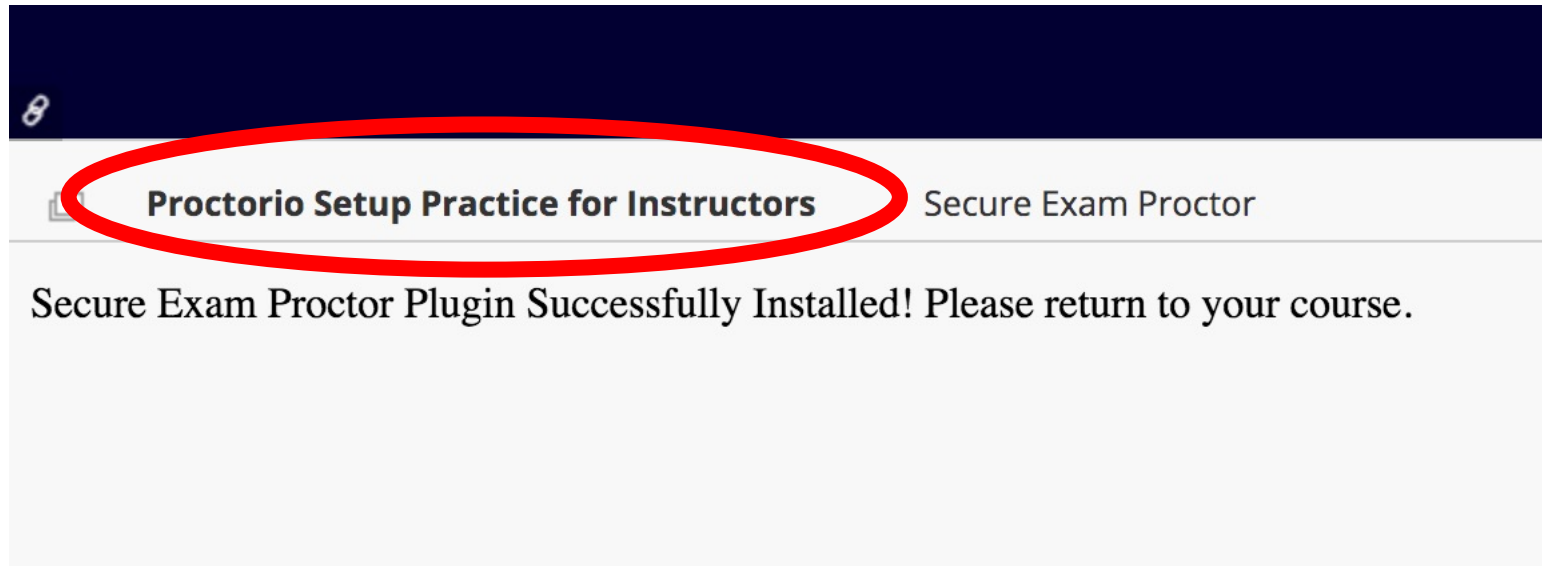 Proctorio Setup Practice for Instructors Secure Exam Proctor
Secure Exam Proctor Plugin Successfully Installed! Please return to your course.